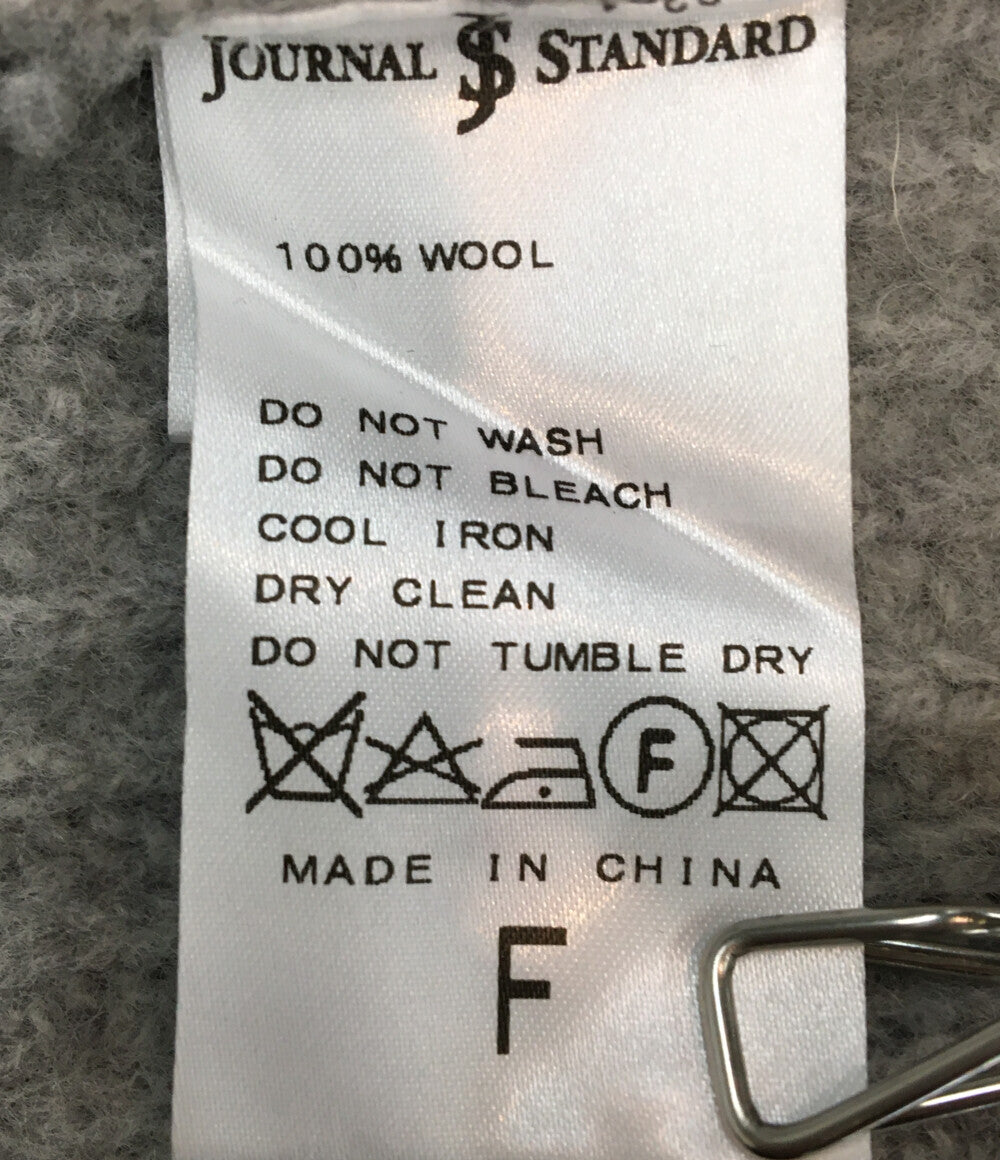 JOURNAL JS STANDARD
100% WOOL
DO NOT WASH
DO NOT BLEACH
COOL IRON
DRY CLEAN
DO NOT TUMBLE DRY
F
MADE IN CHINA
F